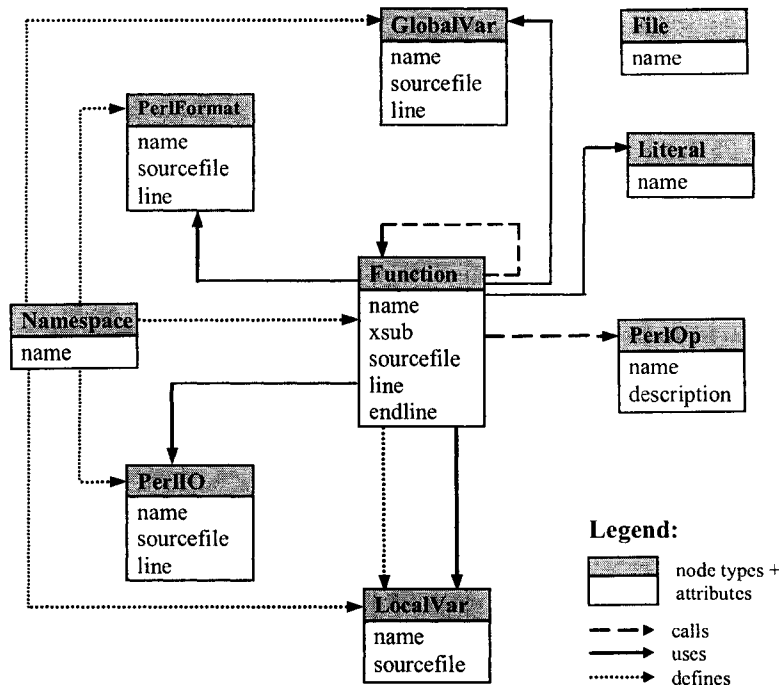 GlobalVar
name
sourcefile
line
File
name
PerlFormat
name
sourcefile
line
Literal
name
Function
name
xsub
sourcefile
line
endline
Namespace
name
PerlOp
name
description
PerlIO
name
sourcefile
line
LocalVar
name
sourcefile
Legend:
node types +
attributes
calls
uses
defines